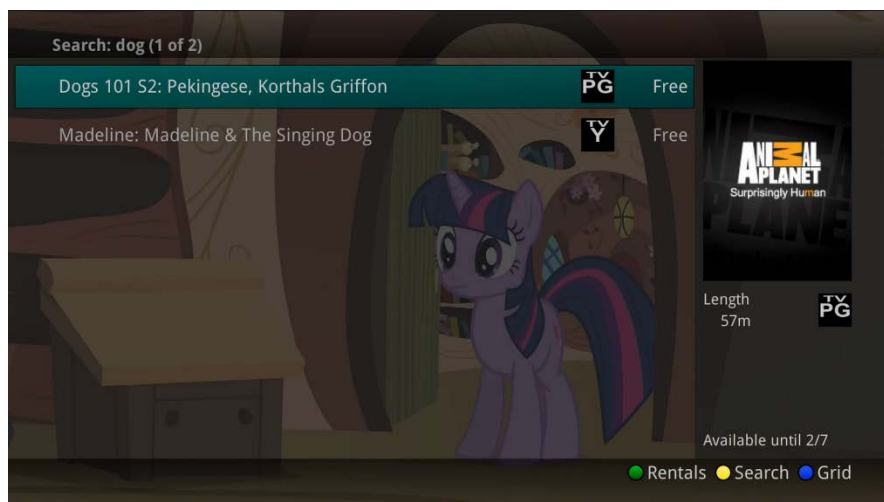 Search: dog (1 of 2)
Dogs 101 S2: Pekingese, Korthals Griffon TV PG Free
Madeline: Madeline & The Singing Dog TV Y Free
ANIMAL
PLANET
Surprisingly Human
Length TV PG
57m
Available until 2/7
Rentals Search Grid